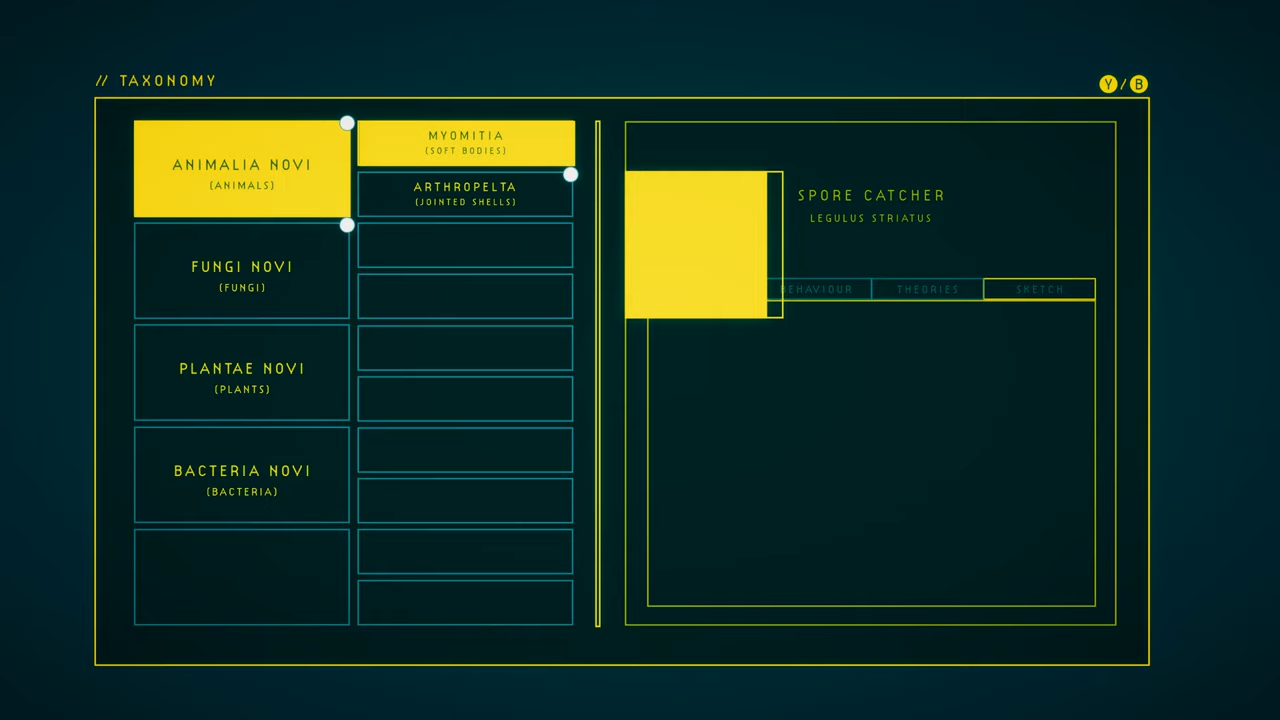 // TAXONOMY
Y / B
ANIMALIA NOVI
(ANIMALS)
FUNGI NOVI
(FUNGI)
PLANTAE NOVI
(PLANTS)
BACTERIA NOVI
(BACTERIA)
MYOMITIA
(SOFT BODIES)
ARTHROPELTA
(JOINTED SHELLS)
SPORE CATCHER
LEGULUS STRIATUS
BEHAVIOUR
THEORIES
SKETCH